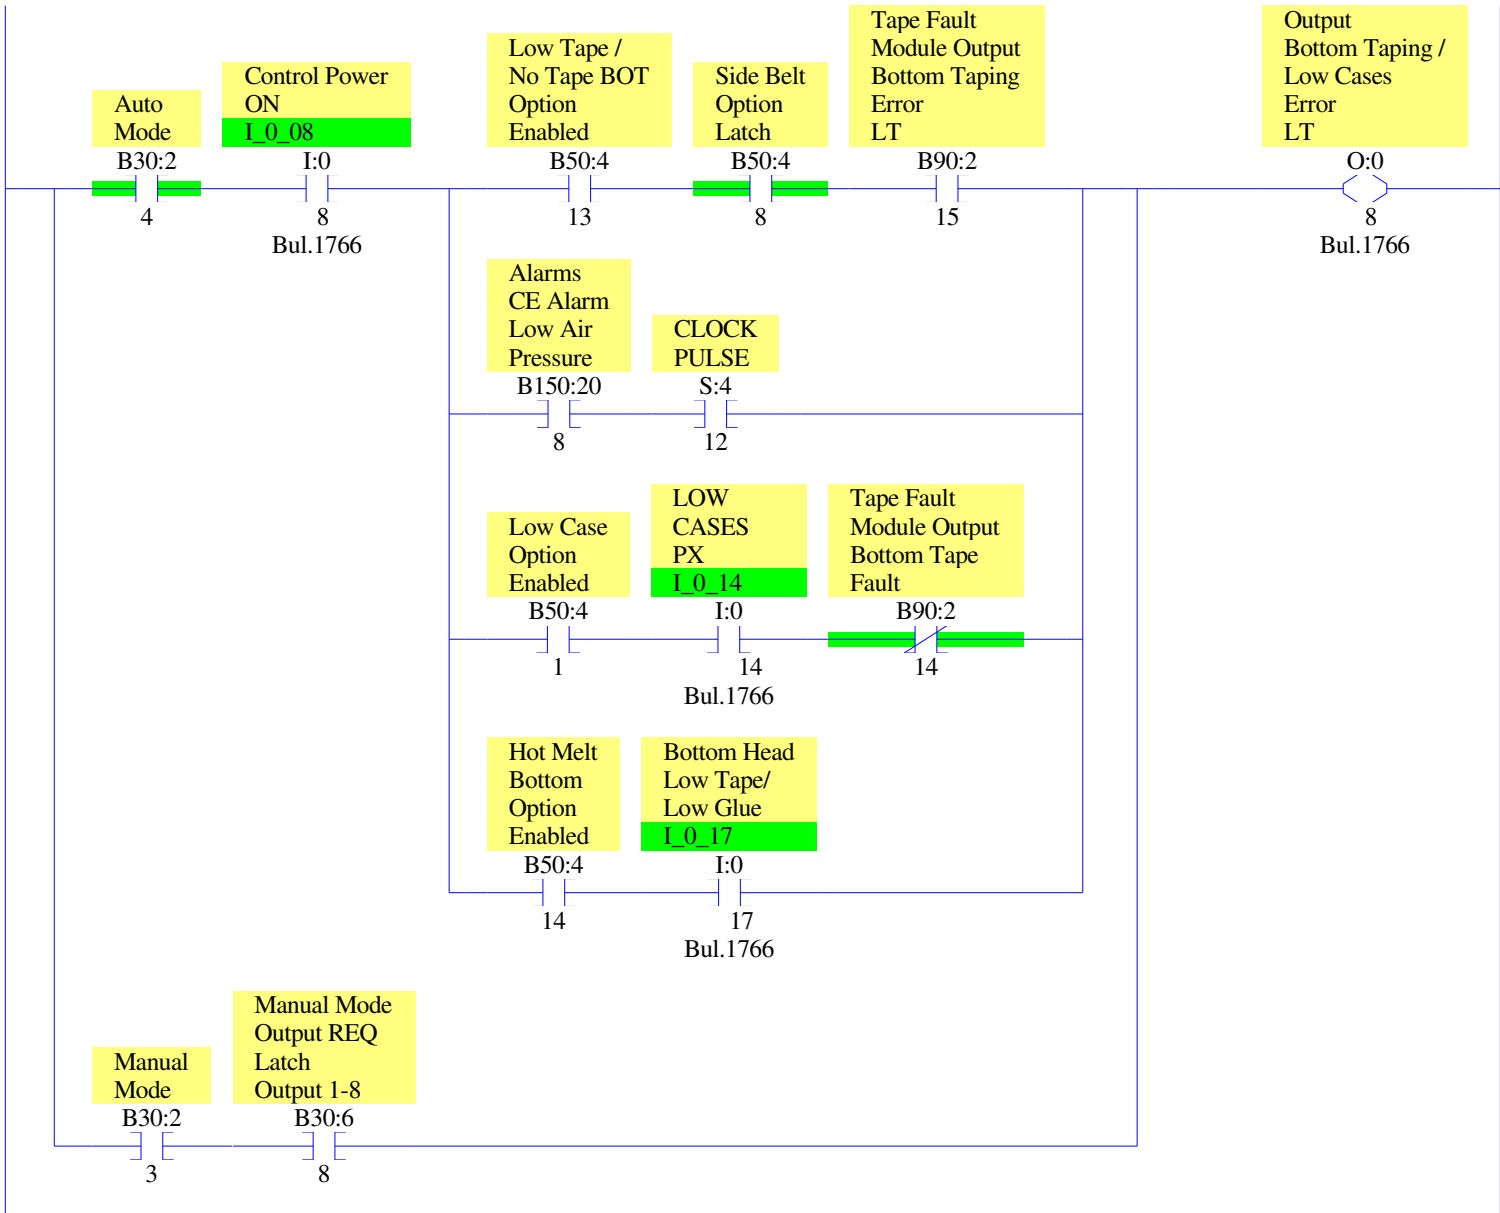 Auto
Mode
B30:2
4
Control Power
ON
I_0_08
I:0
8
Bul.1766
Low Tape /
No Tape BOT
Option
Enabled
B50:4
13
Side Belt
Option
Latch
B50:4
8
Tape Fault
Module Output
Bottom Taping
Error
LT
B90:2
15
Output
Bottom Taping /
Low Cases
Error
LT
O:0
8
Bul.1766
Alarms
CE Alarm
Low Air
Pressure
B150:20
8
CLOCK
PULSE
S:4
12
Low Case
Option
Enabled
B50:4
1
LOW
CASES
PX
I_0_14
I:0
14
Bul.1766
Tape Fault
Module Output
Bottom Tape
Fault
B90:2
14
Hot Melt
Bottom
Option
Enabled
B50:4
14
Bottom Head
Low Tape/
Low Glue
I_0_17
I:0
17
Bul.1766
Manual
Mode
B30:2
3
Manual Mode
Output REQ
Latch
Output 1-8
B30:6
8